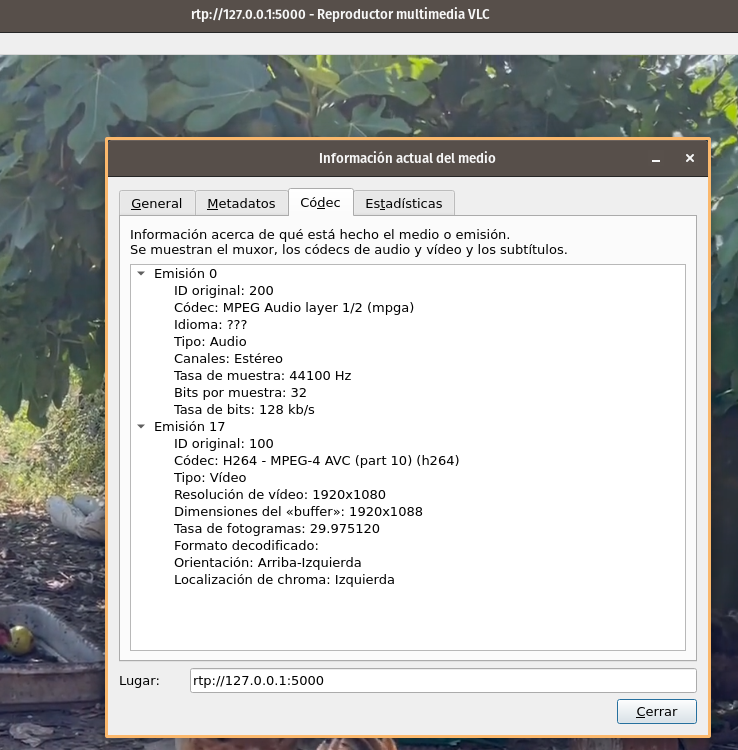 rtp://127.0.0.1:5000 - Reproductor multimedia VLC
Información actual del medio
General
Metadatos
Códec
Estadísticas
Información acerca de qué está hecho el medio o emisión.
Se muestran el muxor, los códecs de audio y vídeo y los subtítulos.
Emisión 0
ID original: 200
Códec: MPEG Audio layer 1/2 (mpga)
Idioma: ???
Tipo: Audio
Canales: Estéreo
Tasa de muestra: 44100 Hz
Bits por muestra: 32
Tasa de bits: 128 kb/s
Emisión 17
ID original: 100
Códec: H264 - MPEG-4 AVC (part 10) (h264)
Tipo: Vídeo
Resolución de vídeo: 1920x1080
Dimensiones del «buffer»: 1920x1088
Tasa de fotogramas: 29.975120
Formato decodificado:
Orientación: Arriba-Izquierda
Localización de chroma: Izquierda
Lugar:
rtp://127.0.0.1:5000
Cerrar